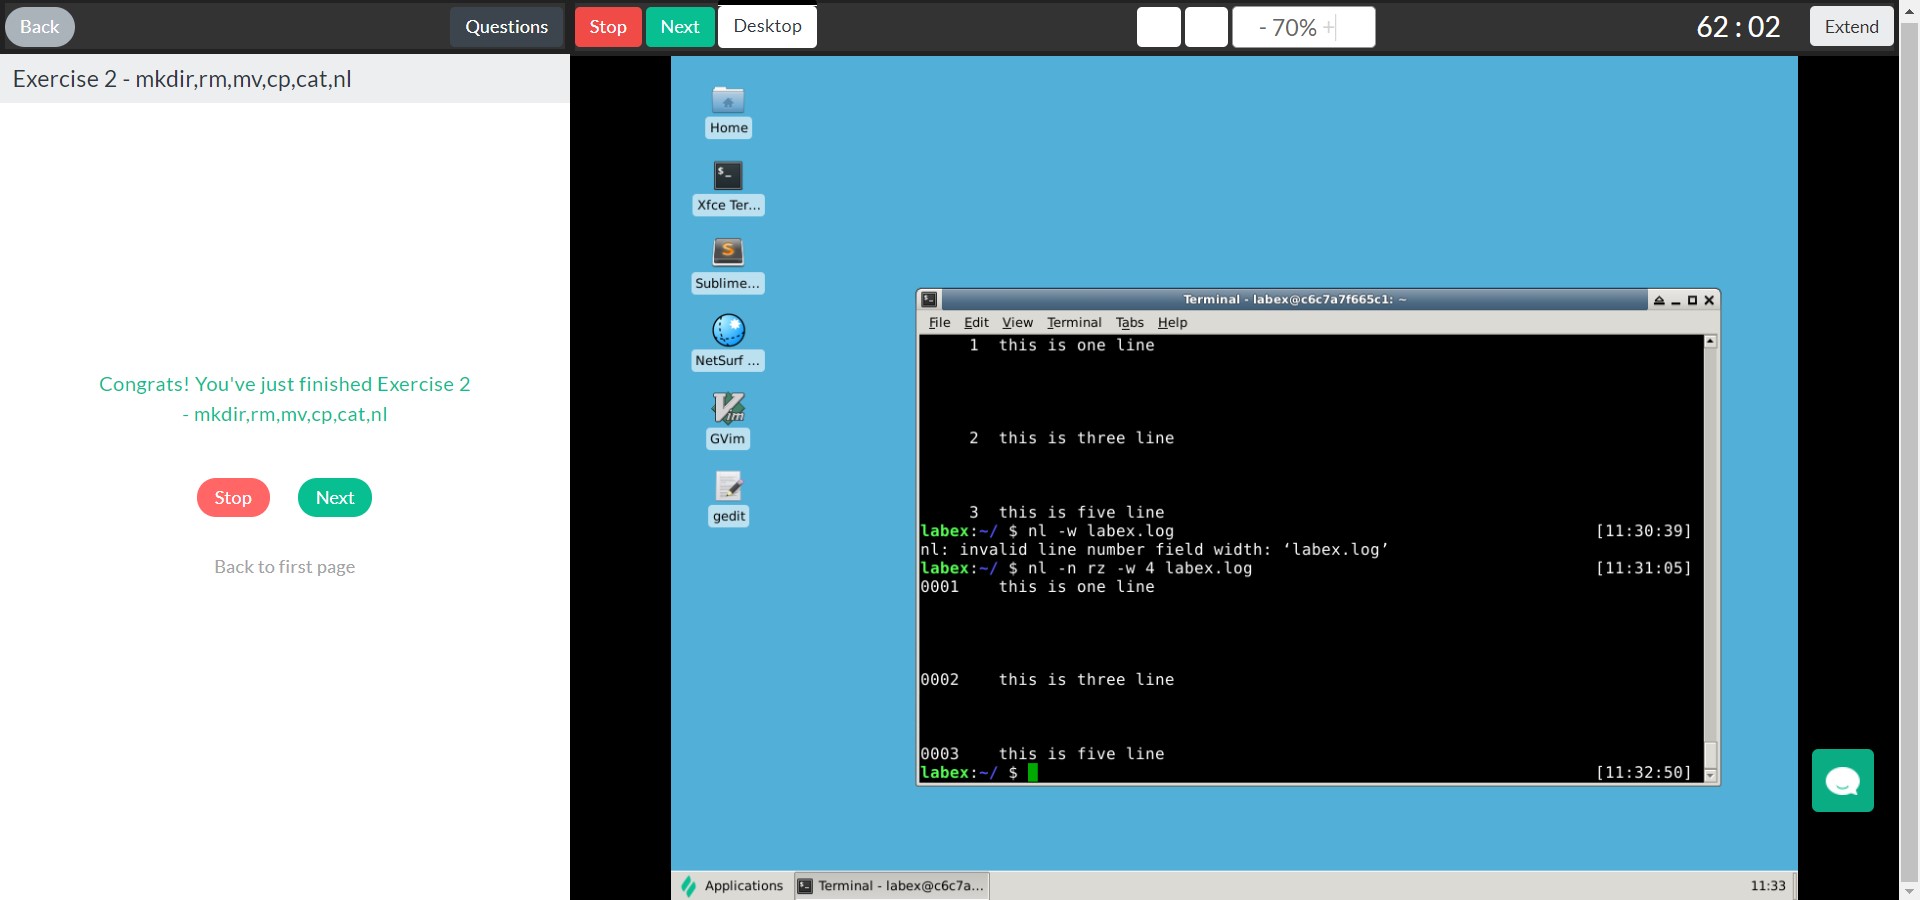 Back
Questions
Stop
Next
Desktop
- 70% +
62 : 02
Extend
Exercise 2 - mkdir,rm,mv,cp,cat,nl
Congrats! You've just finished Exercise 2
- mkdir,rm,mv,cp,cat,nl
Stop
Next
Back to first page
Home
Xfce Ter...
Sublime...
NetSurf ...
GVim
gedit
Terminal - labex@c6c7a7f665c1: ~
File Edit View Terminal Tabs Help
1 this is one line
2 this is three line
3 this is five line
labex:~/ $ nl -w labex.log [11:30:39]
nl: invalid line number field width: ‘labex.log’
labex:~/ $ nl -n rz -w 4 labex.log [11:31:05]
0001 this is one line
0002 this is three line
0003 this is five line
labex:~/ $ [11:32:50]
Applications
Terminal - labex@c6c7a...
11:33